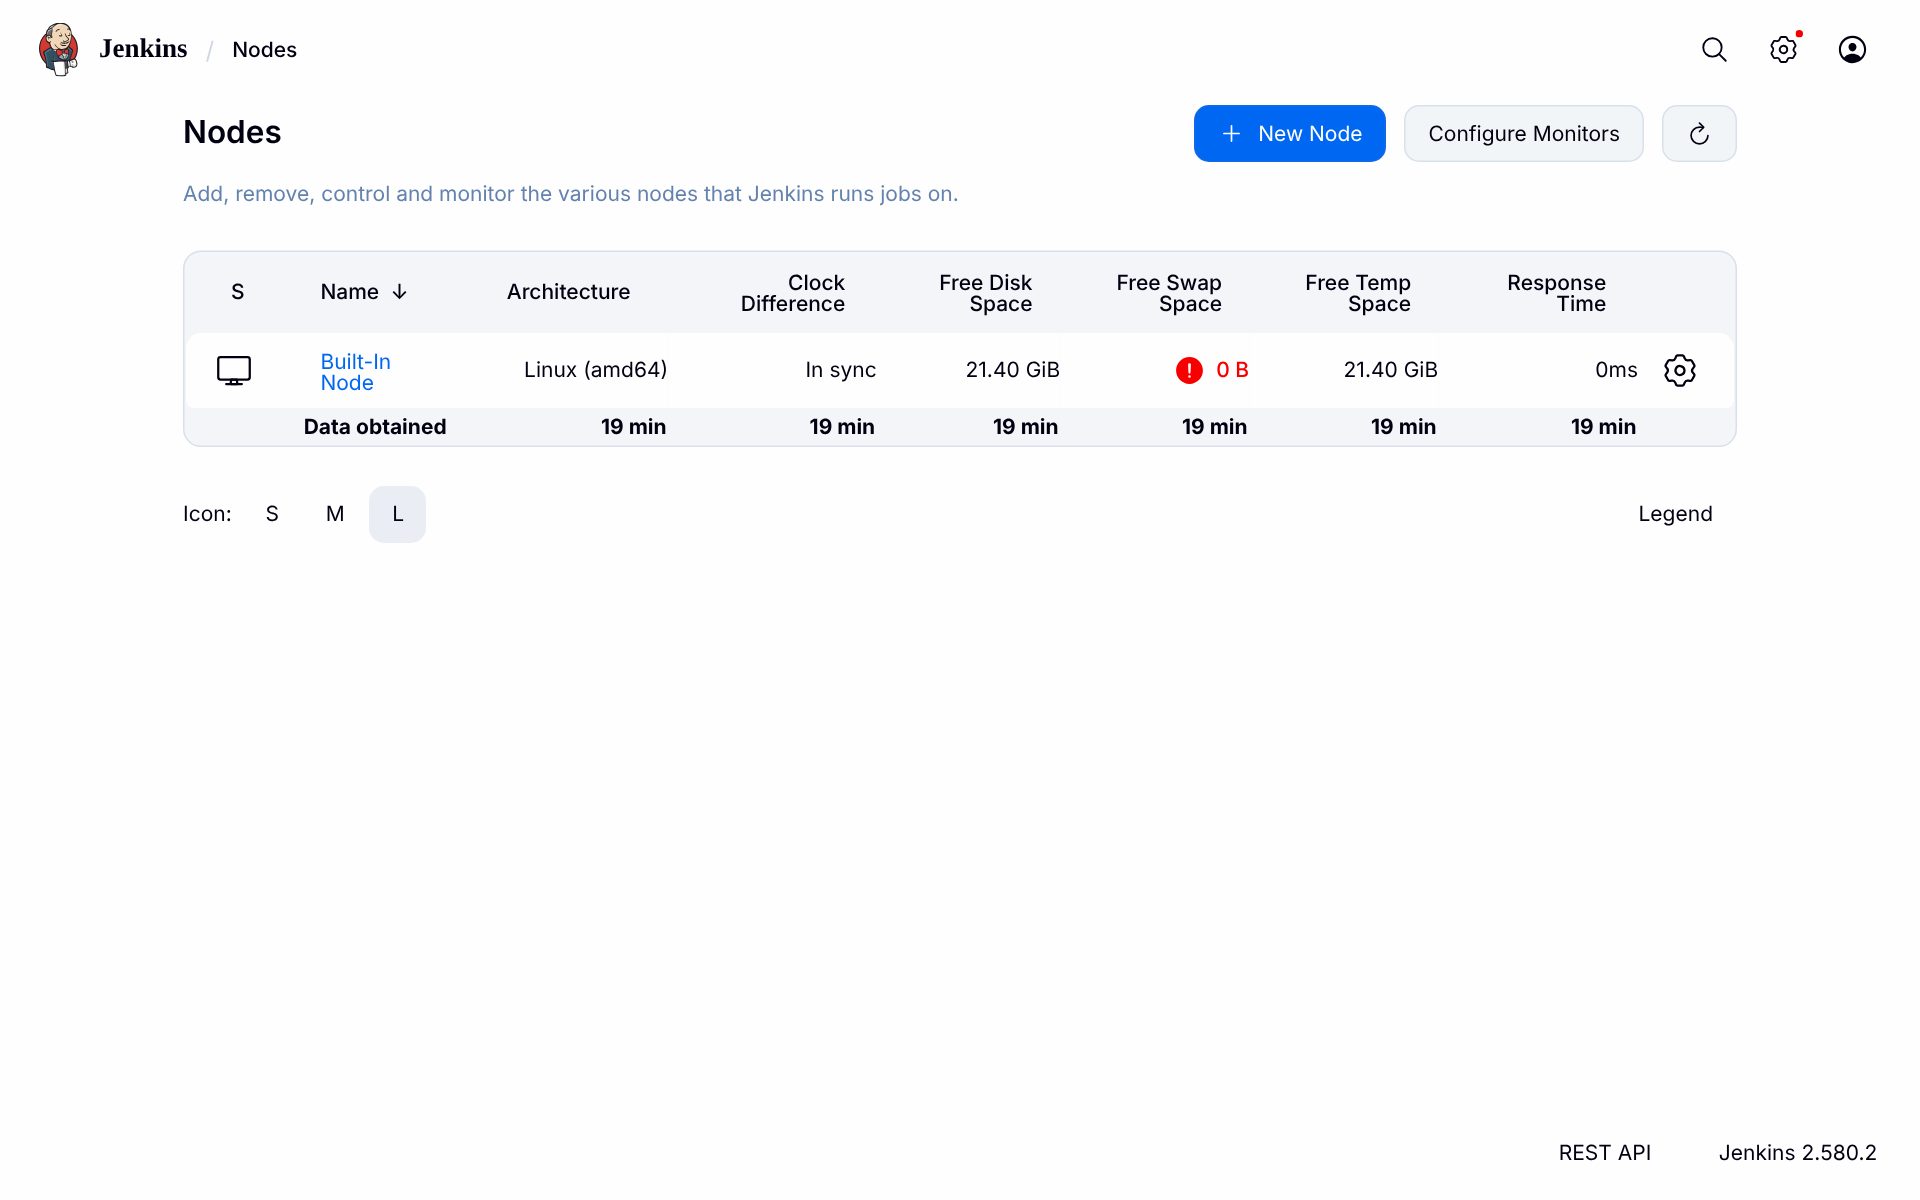 Jenkins / Nodes
Nodes
New Node
Configure Monitors
Add, remove, control and monitor the various nodes that Jenkins runs jobs on.
S Name ↓ Architecture Clock Difference Free Disk Space Free Swap Space Free Temp Space Response Time
Built-In Node Linux (amd64) In sync 21.40 GiB 0 B 21.40 GiB 0ms
Data obtained 19 min 19 min 19 min 19 min 19 min 19 min
Icon: S M L Legend
REST API Jenkins 2.580.2